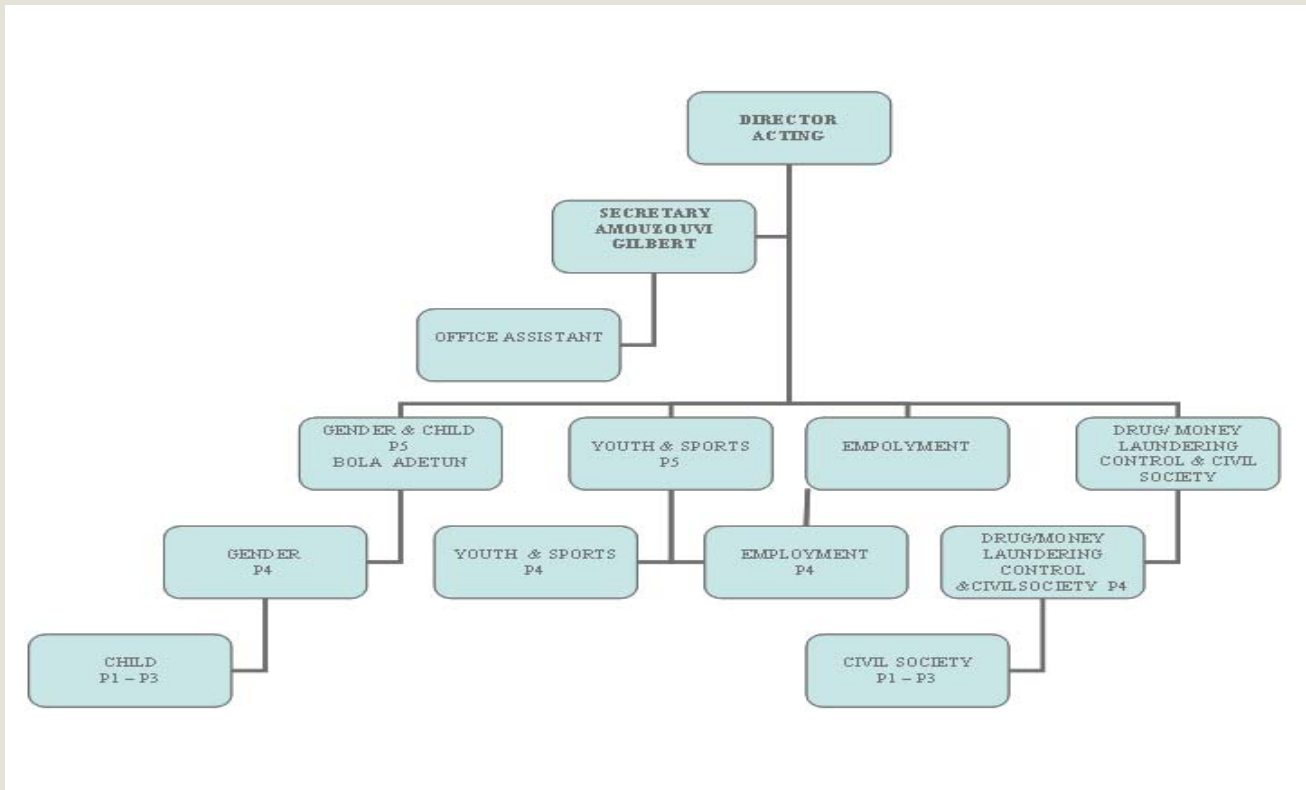 DIRECTOR
ACTING
SECRETARY
AMOUZOUVI
GILBERT
OFFICE ASSISTANT
GENDER & CHILD
P5
BOLA ADETUN
YOUTH & SPORTS
P5
EMPOLYMENT
DRUG/ MONEY
LAUNDERING
CONTROL & CIVIL
SOCIETY
GENDER
P4
YOUTH & SPORTS
P4
EMPLOYMENT
P4
DRUG/MONEY
LAUNDERING
CONTROL
&CIVILSOCIETY P4
CHILD
P1 – P3
CIVIL SOCIETY
P1 – P3